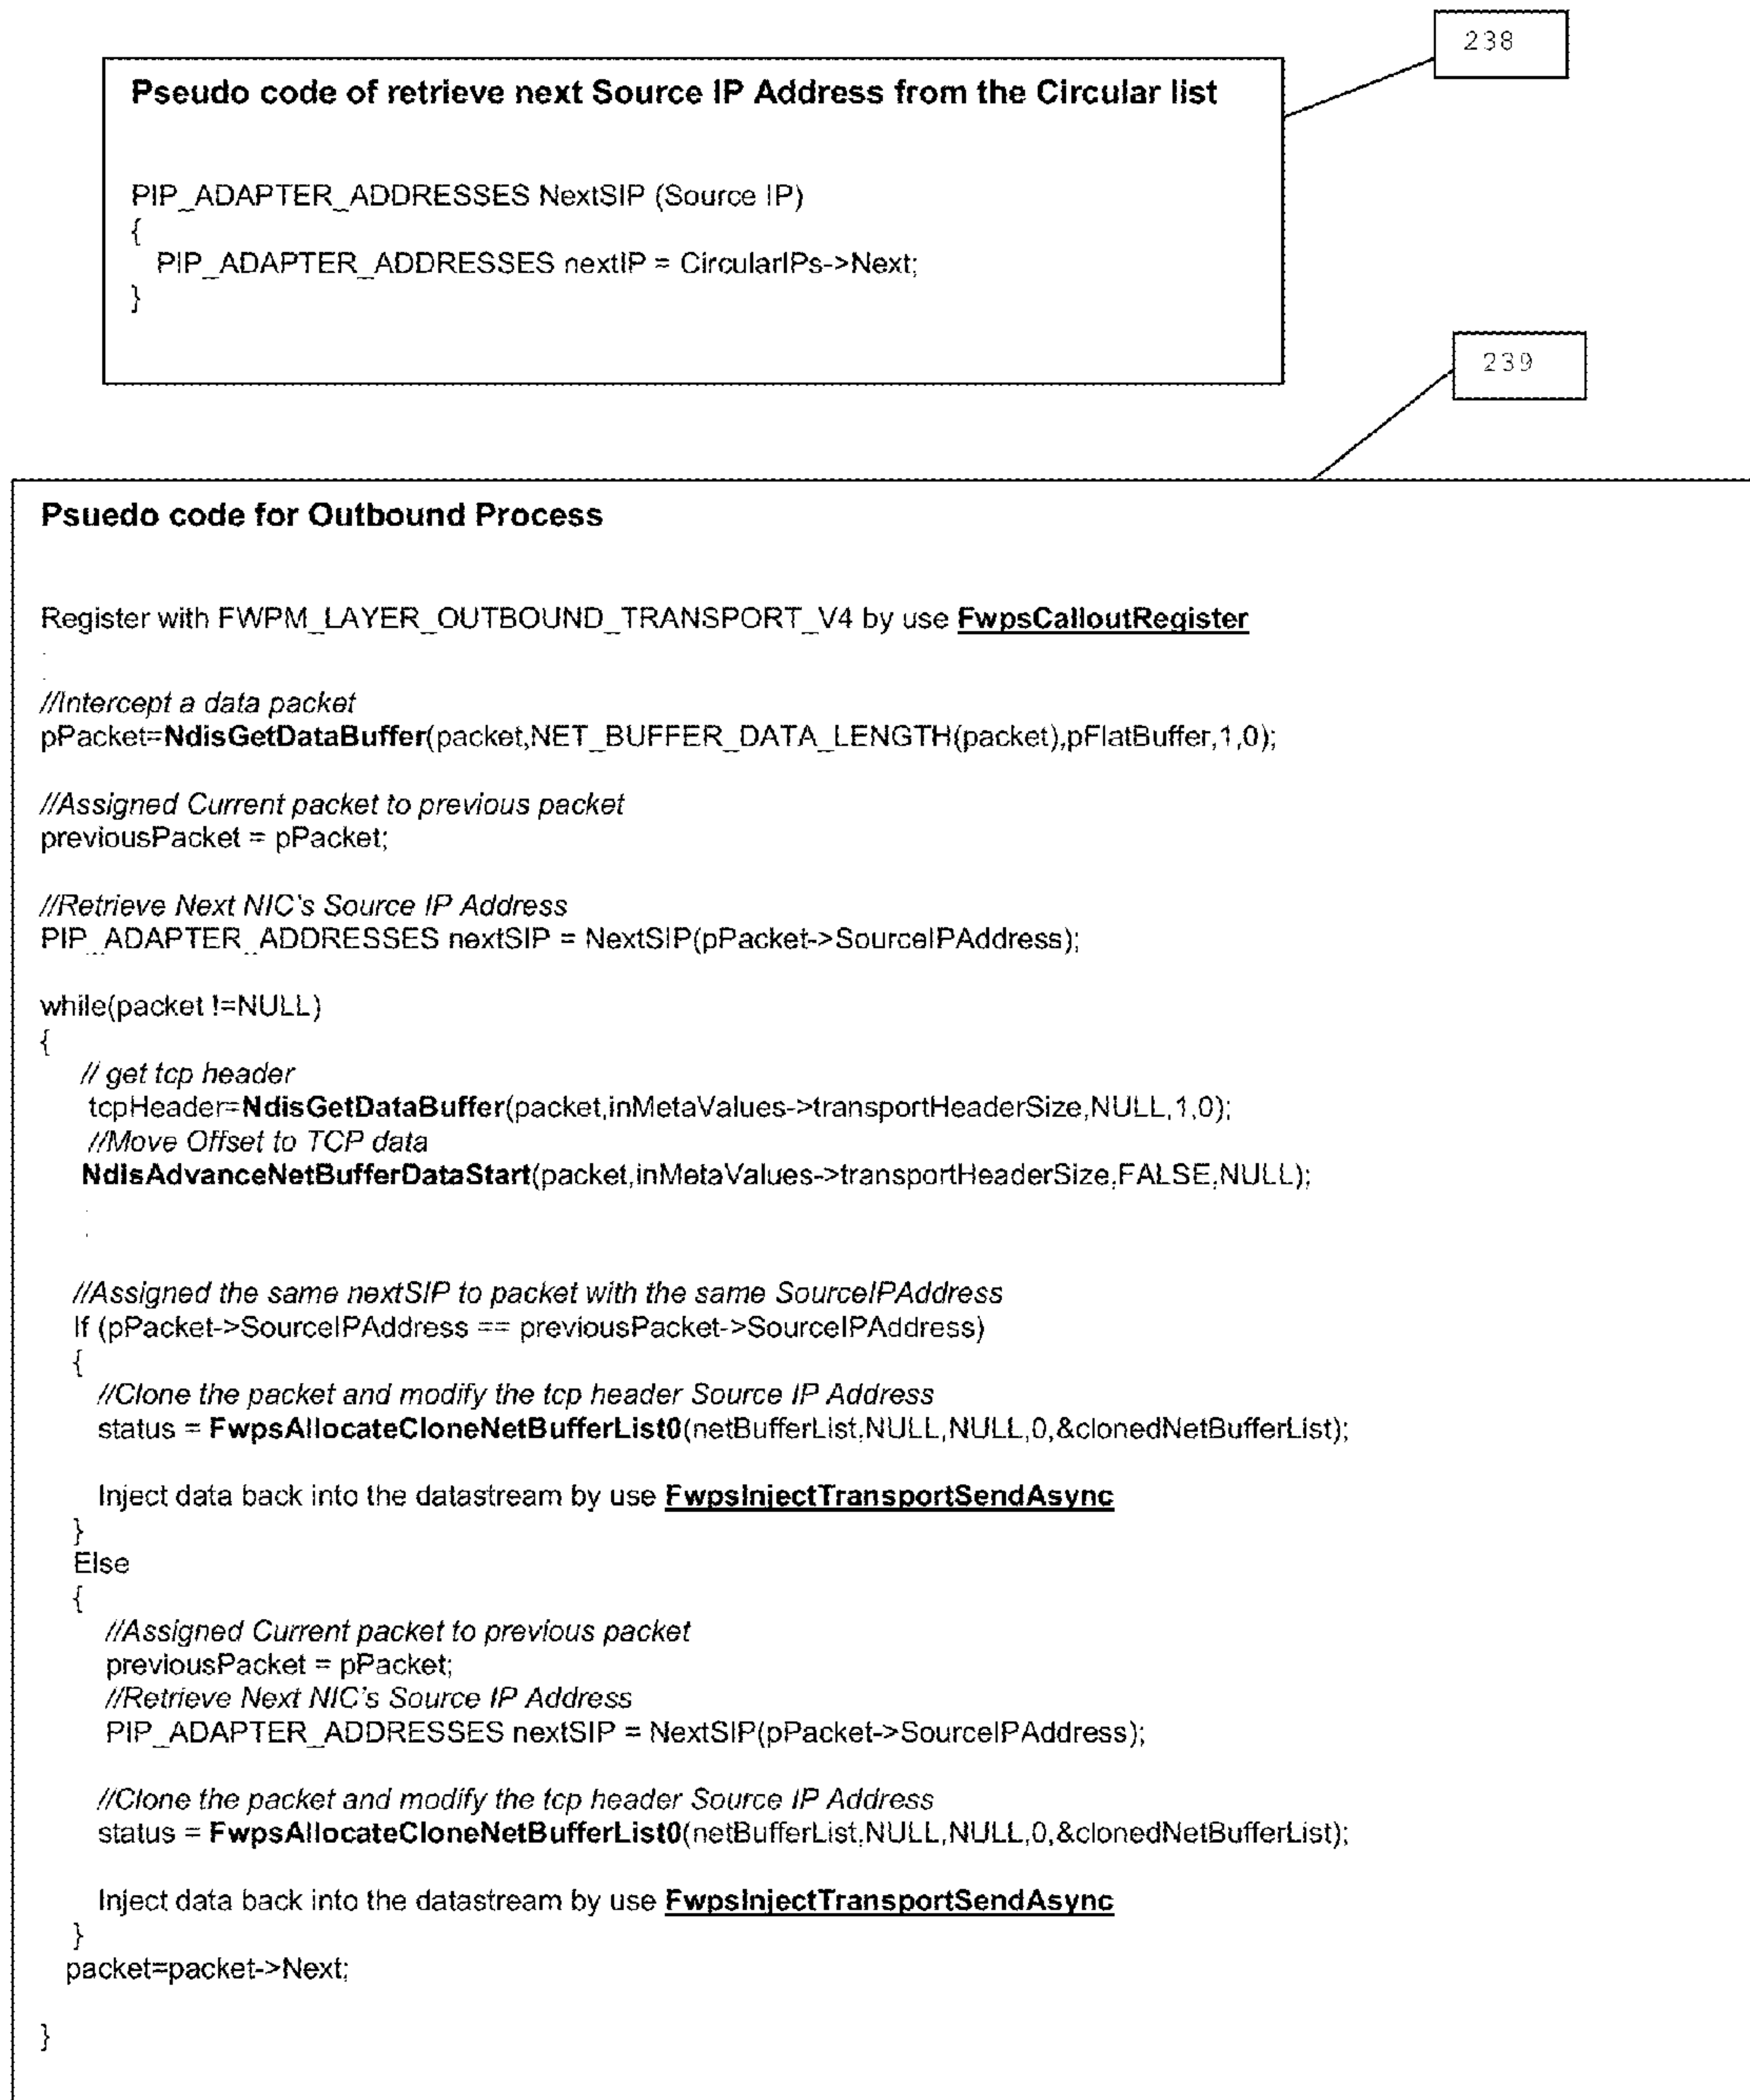 238
Pseudo code of retrieve next Source IP Address from the Circular list
PIP_ADAPTER_ADDRESSES NextSIP (Source IP)
{
PIP_ADAPTER_ADDRESSES nextIP = CircularIPs->Next;
}
239
Psuedo code for Outbound Process
Register with FWPM_LAYER_OUTBOUND_TRANSPORT_V4 by use FwpsCalloutRegister
.
.
//Intercept a data packet
pPacket=NdisGetDataBuffer(packet,NET_BUFFER_DATA_LENGTH(packet),pFlatBuffer,1,0);
//Assigned Current packet to previous packet
previousPacket = pPacket;
//Retrieve Next NIC's Source IP Address
PIP_ADAPTER_ADDRESSES nextSIP = NextSIP(pPacket->SourceIPAddress);
while(packet !=NULL)
{
// get tcp header
tcpHeader=NdisGetDataBuffer(packet,inMetaValues->transportHeaderSize,NULL,1,0);
//Move Offset to TCP data
NdisAdvanceNetBufferDataStart(packet,inMetaValues->transportHeaderSize,FALSE,NULL);
.
.
//Assigned the same nextSIP to packet with the same SourceIPAddress
If (pPacket->SourceIPAddress == previousPacket->SourceIPAddress)
{
//Clone the packet and modify the tcp header Source IP Address
status = FwpsAllocateCloneNetBufferList0(netBufferList,NULL,NULL,0,&clonedNetBufferList);
Inject data back into the datastream by use FwpsInjectTransportSendAsync
}
Else
{
//Assigned Current packet to previous packet
previousPacket = pPacket;
//Retrieve Next NIC's Source IP Address
PIP_ADAPTER_ADDRESSES nextSIP = NextSIP(pPacket->SourceIPAddress);
//Clone the packet and modify the tcp header Source IP Address
status = FwpsAllocateCloneNetBufferList0(netBufferList,NULL,NULL,0,&clonedNetBufferList);
Inject data back into the datastream by use FwpsInjectTransportSendAsync
}
packet=packet->Next;
}